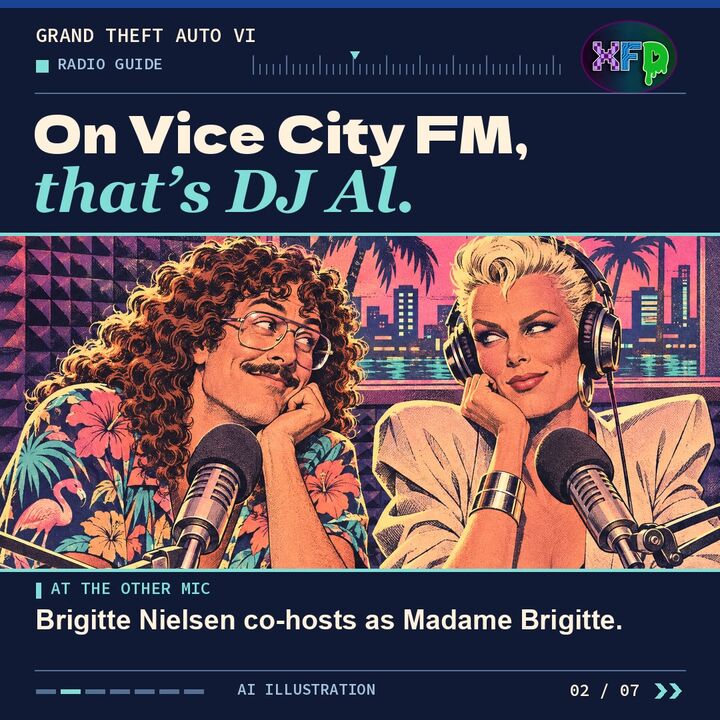 GRAND THEFT AUTO VI
RADIO GUIDE
XFD
On Vice City FM,
that's DJ Al.
AT THE OTHER MIC
Brigitte Nielsen co-hosts as Madame Brigitte.
AI ILLUSTRATION
02 / 07